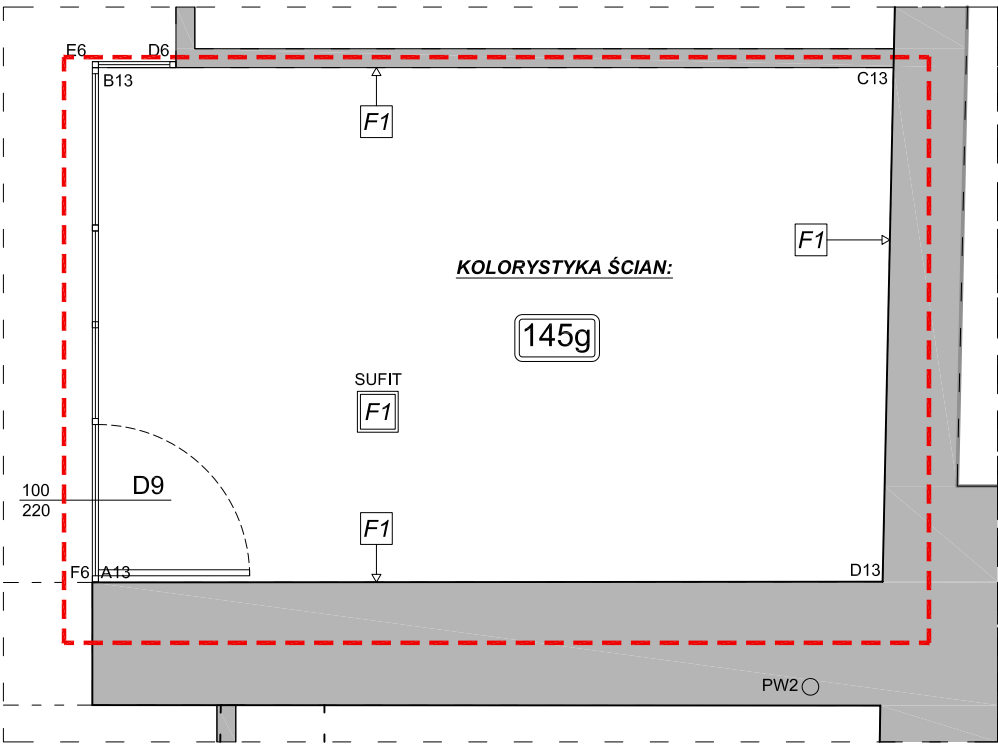 E6
D6
B13
C13
F1
F1
KOLORYSTYKA ŚCIAN:
145g
SUFIT
F1
100
220
D9
F1
F6
A13
D13
PW2